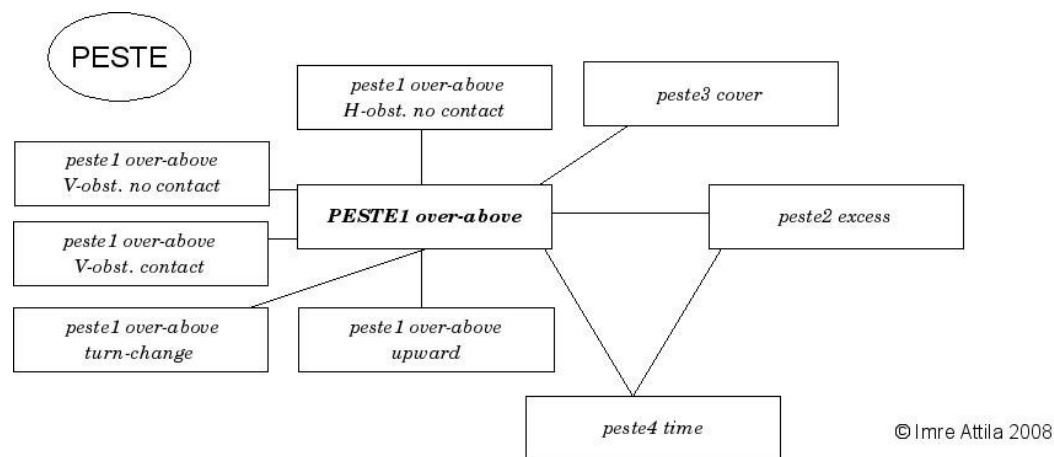 PESTE
peste1 over-above
H-obst. no contact
peste3 cover
peste1 over-above
V-obst. no contact
PESTE1 over-above
peste2 excess
peste1 over-above
V-obst. contact
peste1 over-above
turn-change
peste1 over-above
upward
peste4 time
© Imre Attila 2008